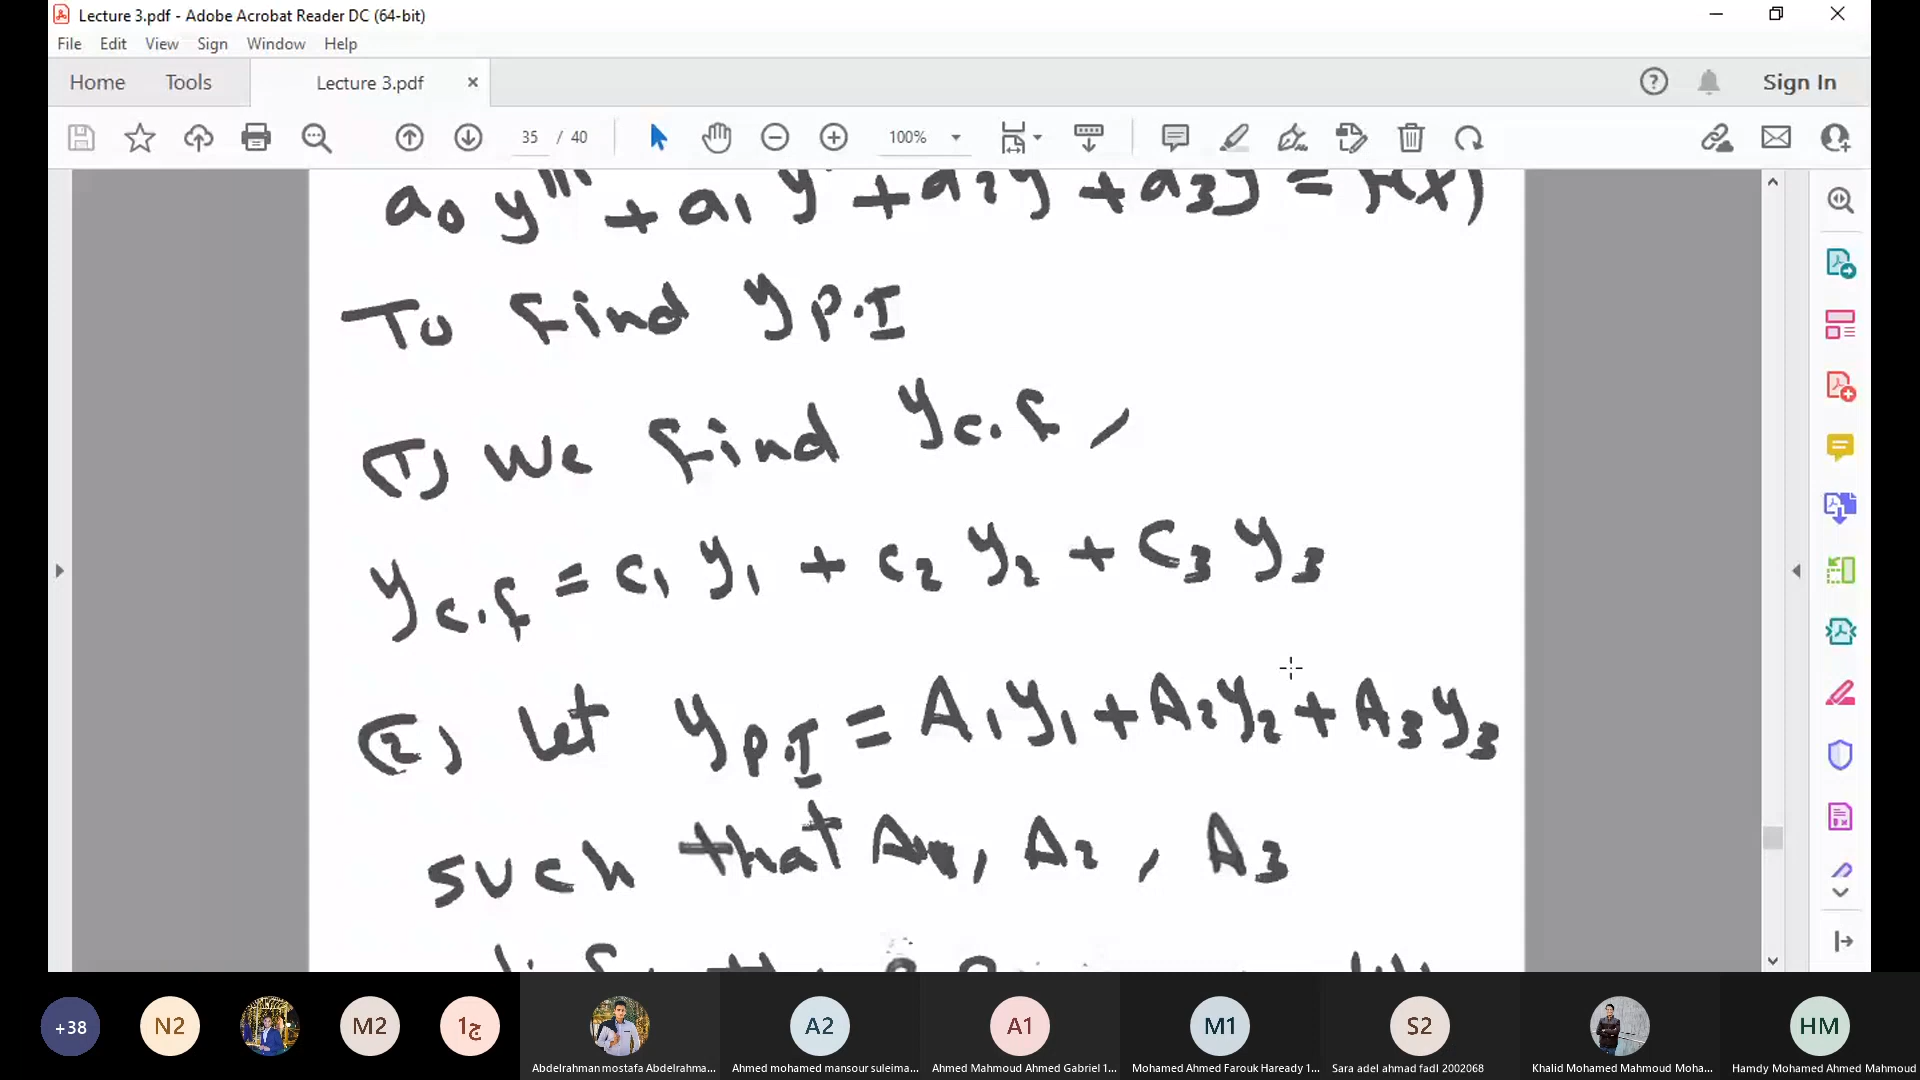 Lecture 3.pdf - Adobe Acrobat Reader DC (64-bit)
File Edit View Sign Window Help
Home Tools Lecture 3.pdf × Sign In
35 / 40 100%
a0 y''' + a1 y + a2 y + a3 y = f(x)
To find yP.I
(1) We find yc.f,
yc.f = c1 y1 + c2 y2 + c3 y3
(2) let yP.I = A1y1 + A2y2 + A3y3
such that A1, A2, A3
+38 N2 M2 ج1 A2 A1 M1 S2 HM
Abdelrahman mostafa Abdelrahma... Ahmed mohamed mansour suleima... Ahmed Mahmoud Ahmed Gabriel 1... Mohamed Ahmed Farouk Haready 1... Sara adel ahmad fadl 2002068 Khalid Mohamed Mahmoud Moha... Hamdy Mohamed Ahmed Mahmoud